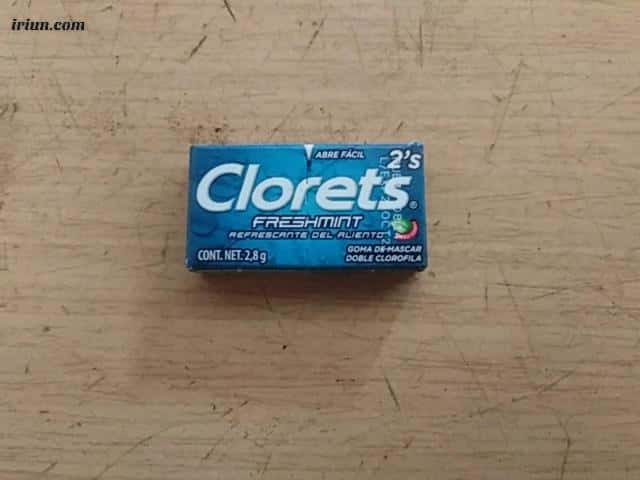 iriun.com
ABRE FÁCIL
2's
Clorets®
FRESHMINT
REFRESCANTE DEL ALIENTO
CONT. NET. 2,8 g
GOMA DE MASCAR
DOBLE CLOROFILA